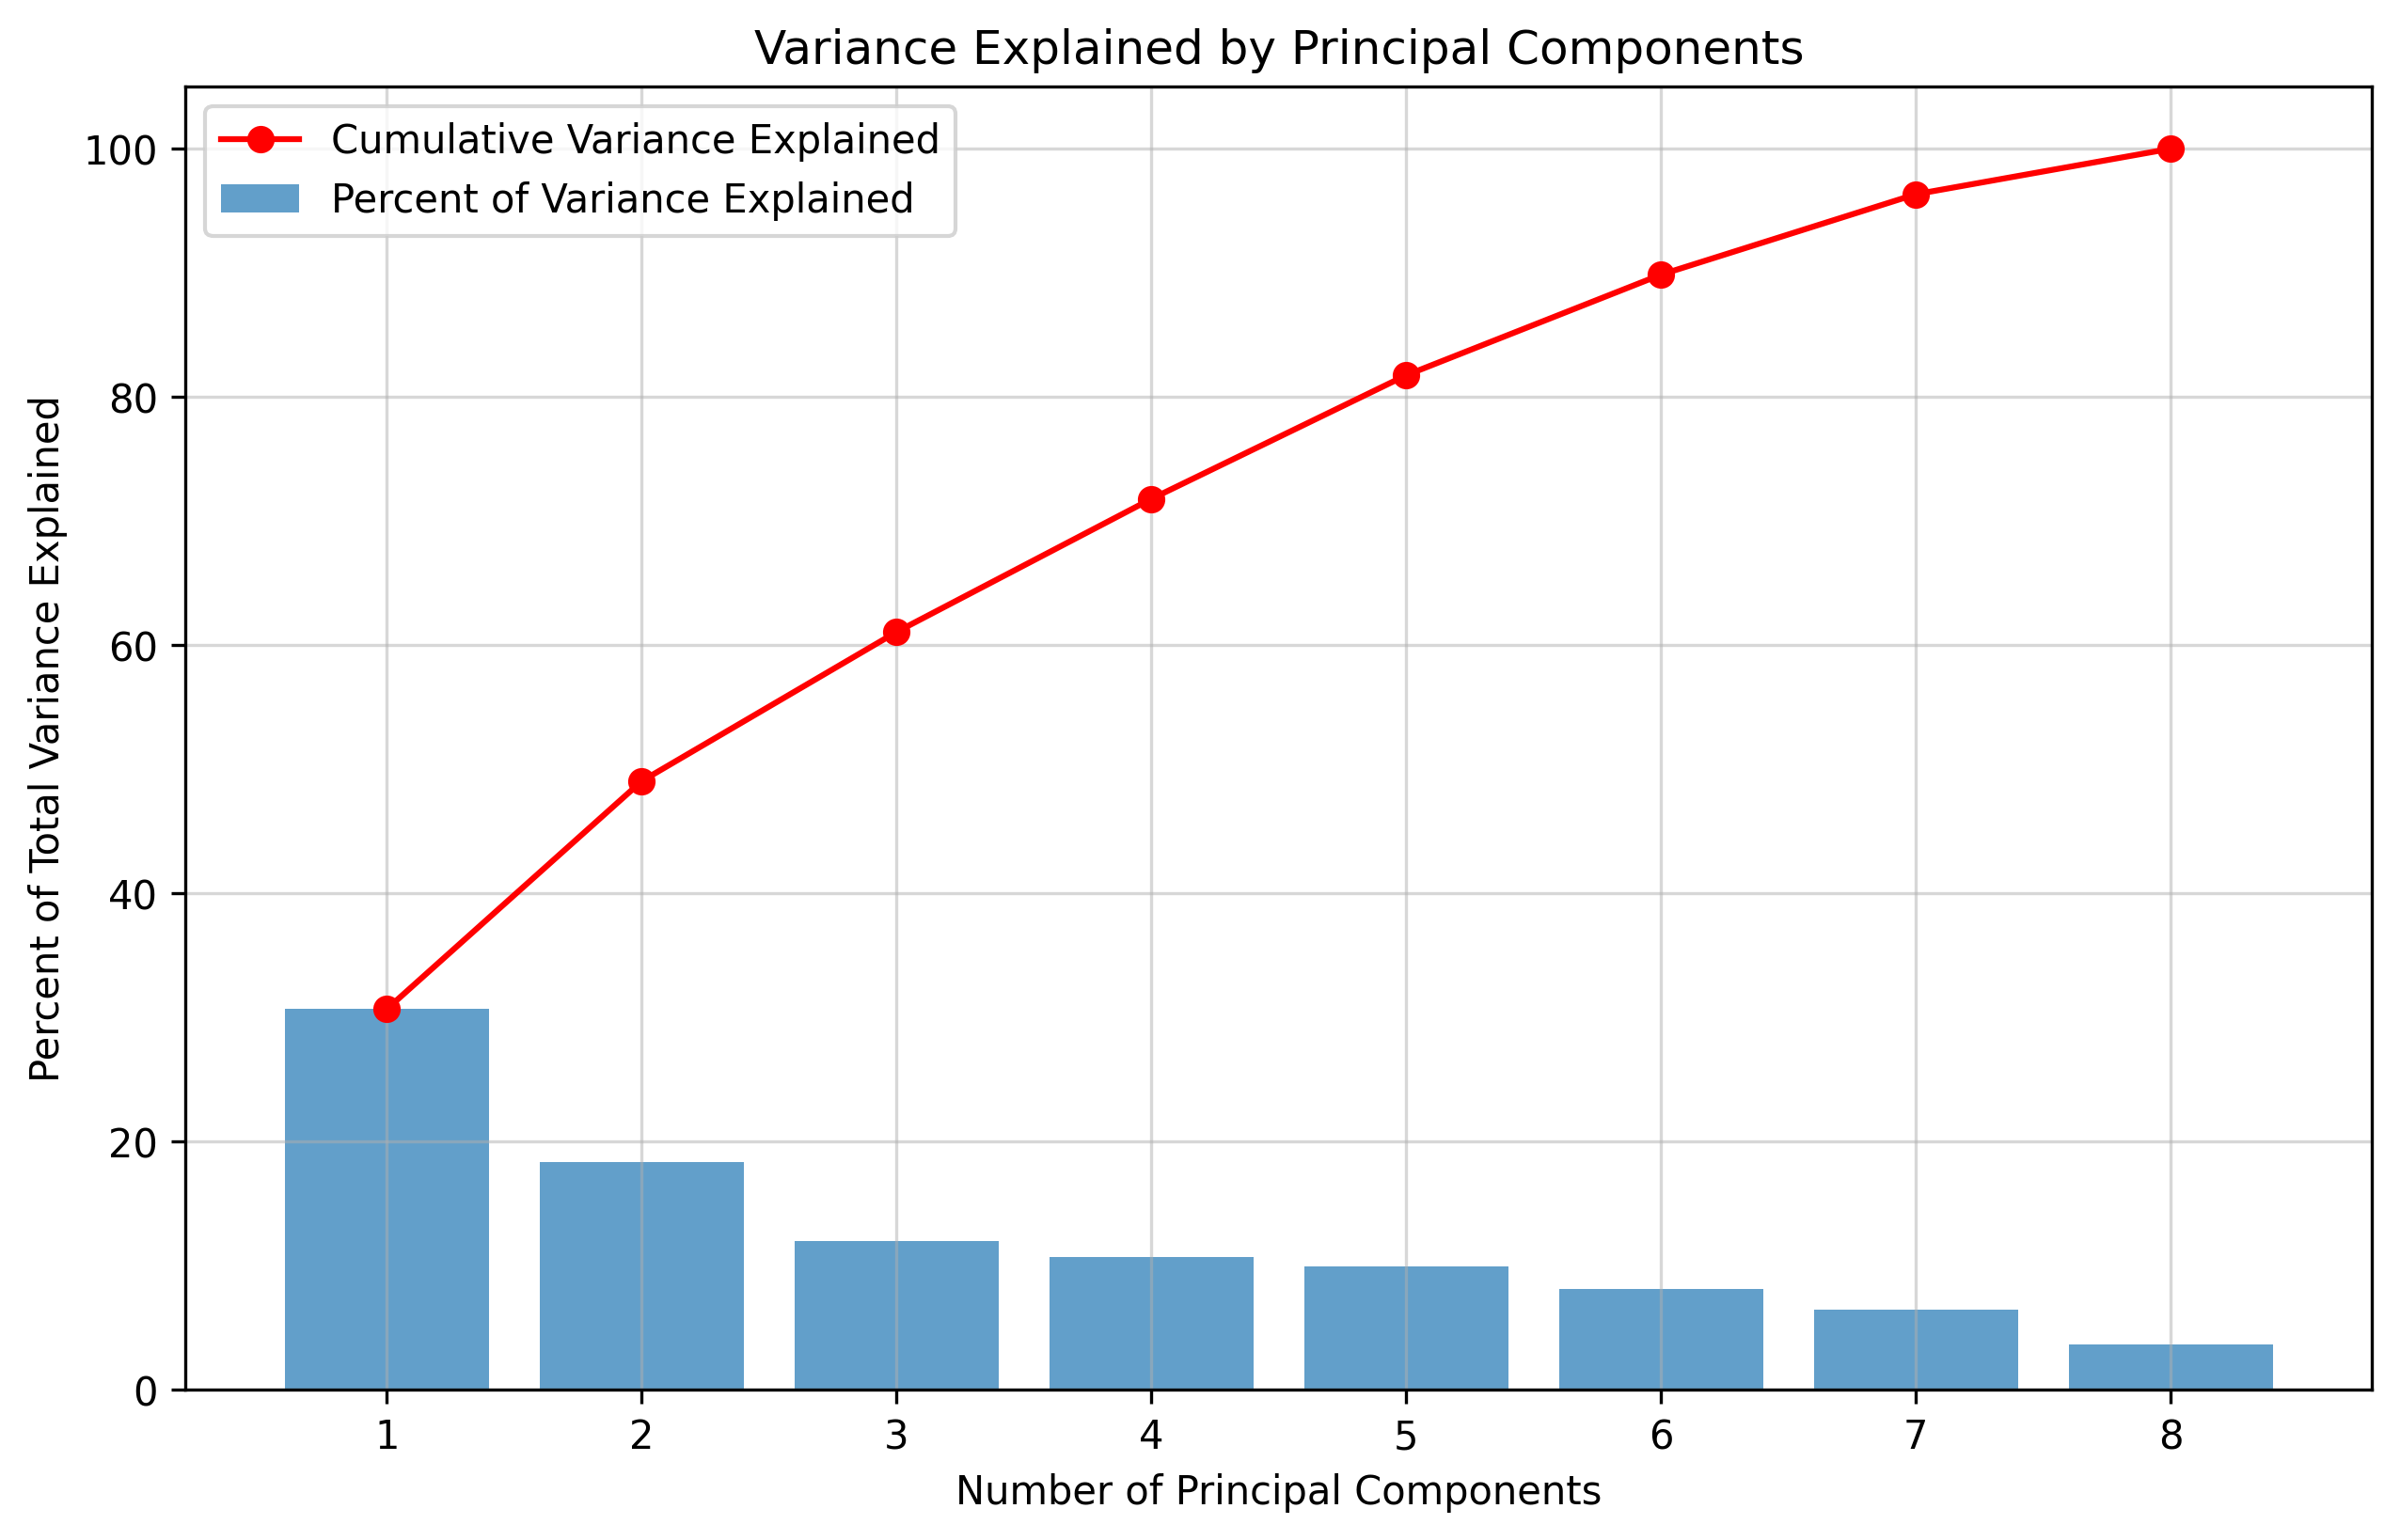 Variance Explained by Principal Components
Cumulative Variance Explained
Percent of Variance Explained
Percent of Total Variance Explained
100
80
60
40
20
0
1 2 3 4 5 6 7 8
Number of Principal Components